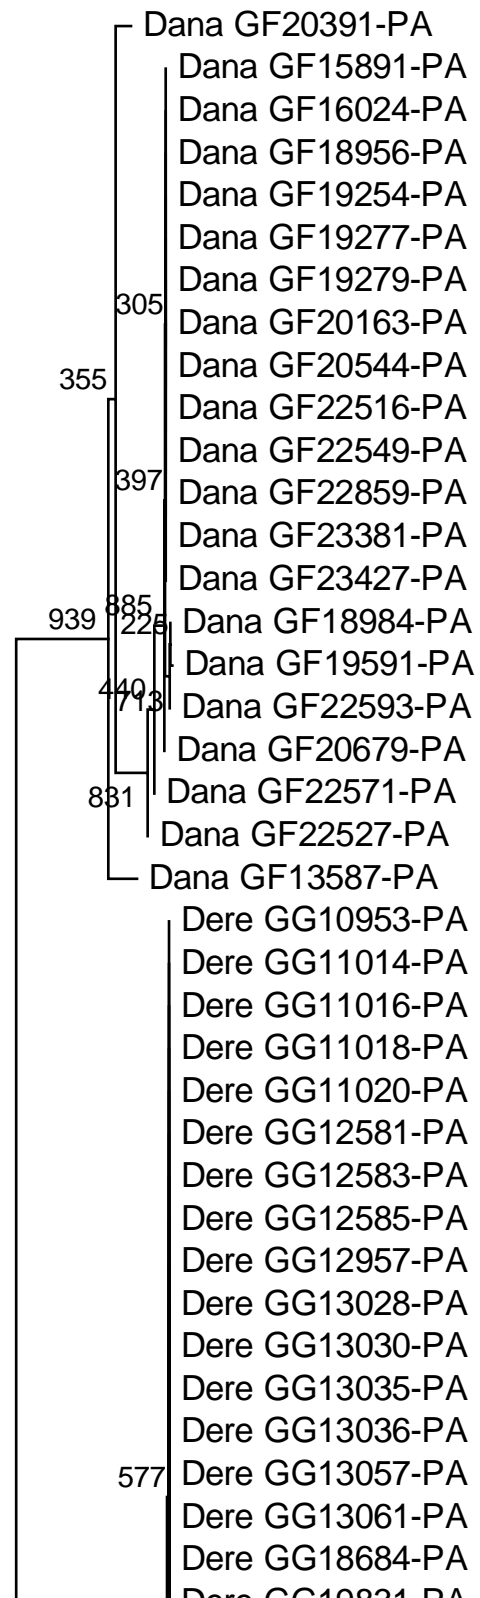 Dana GF20391-PA
Dana GF15891-PA
Dana GF16024-PA
Dana GF18956-PA
Dana GF19254-PA
Dana GF19277-PA
Dana GF19279-PA
305
Dana GF20163-PA
Dana GF20544-PA
355
Dana GF22516-PA
Dana GF22549-PA
397
Dana GF22859-PA
Dana GF23381-PA
Dana GF23427-PA
885
939
225
Dana GF18984-PA
Dana GF19591-PA
440
713
Dana GF22593-PA
Dana GF20679-PA
831
Dana GF22571-PA
Dana GF22527-PA
Dana GF13587-PA
Dere GG10953-PA
Dere GG11014-PA
Dere GG11016-PA
Dere GG11018-PA
Dere GG11020-PA
Dere GG12581-PA
Dere GG12583-PA
Dere GG12585-PA
Dere GG12957-PA
Dere GG13028-PA
Dere GG13030-PA
Dere GG13035-PA
Dere GG13036-PA
577
Dere GG13057-PA
Dere GG13061-PA
Dere GG18684-PA